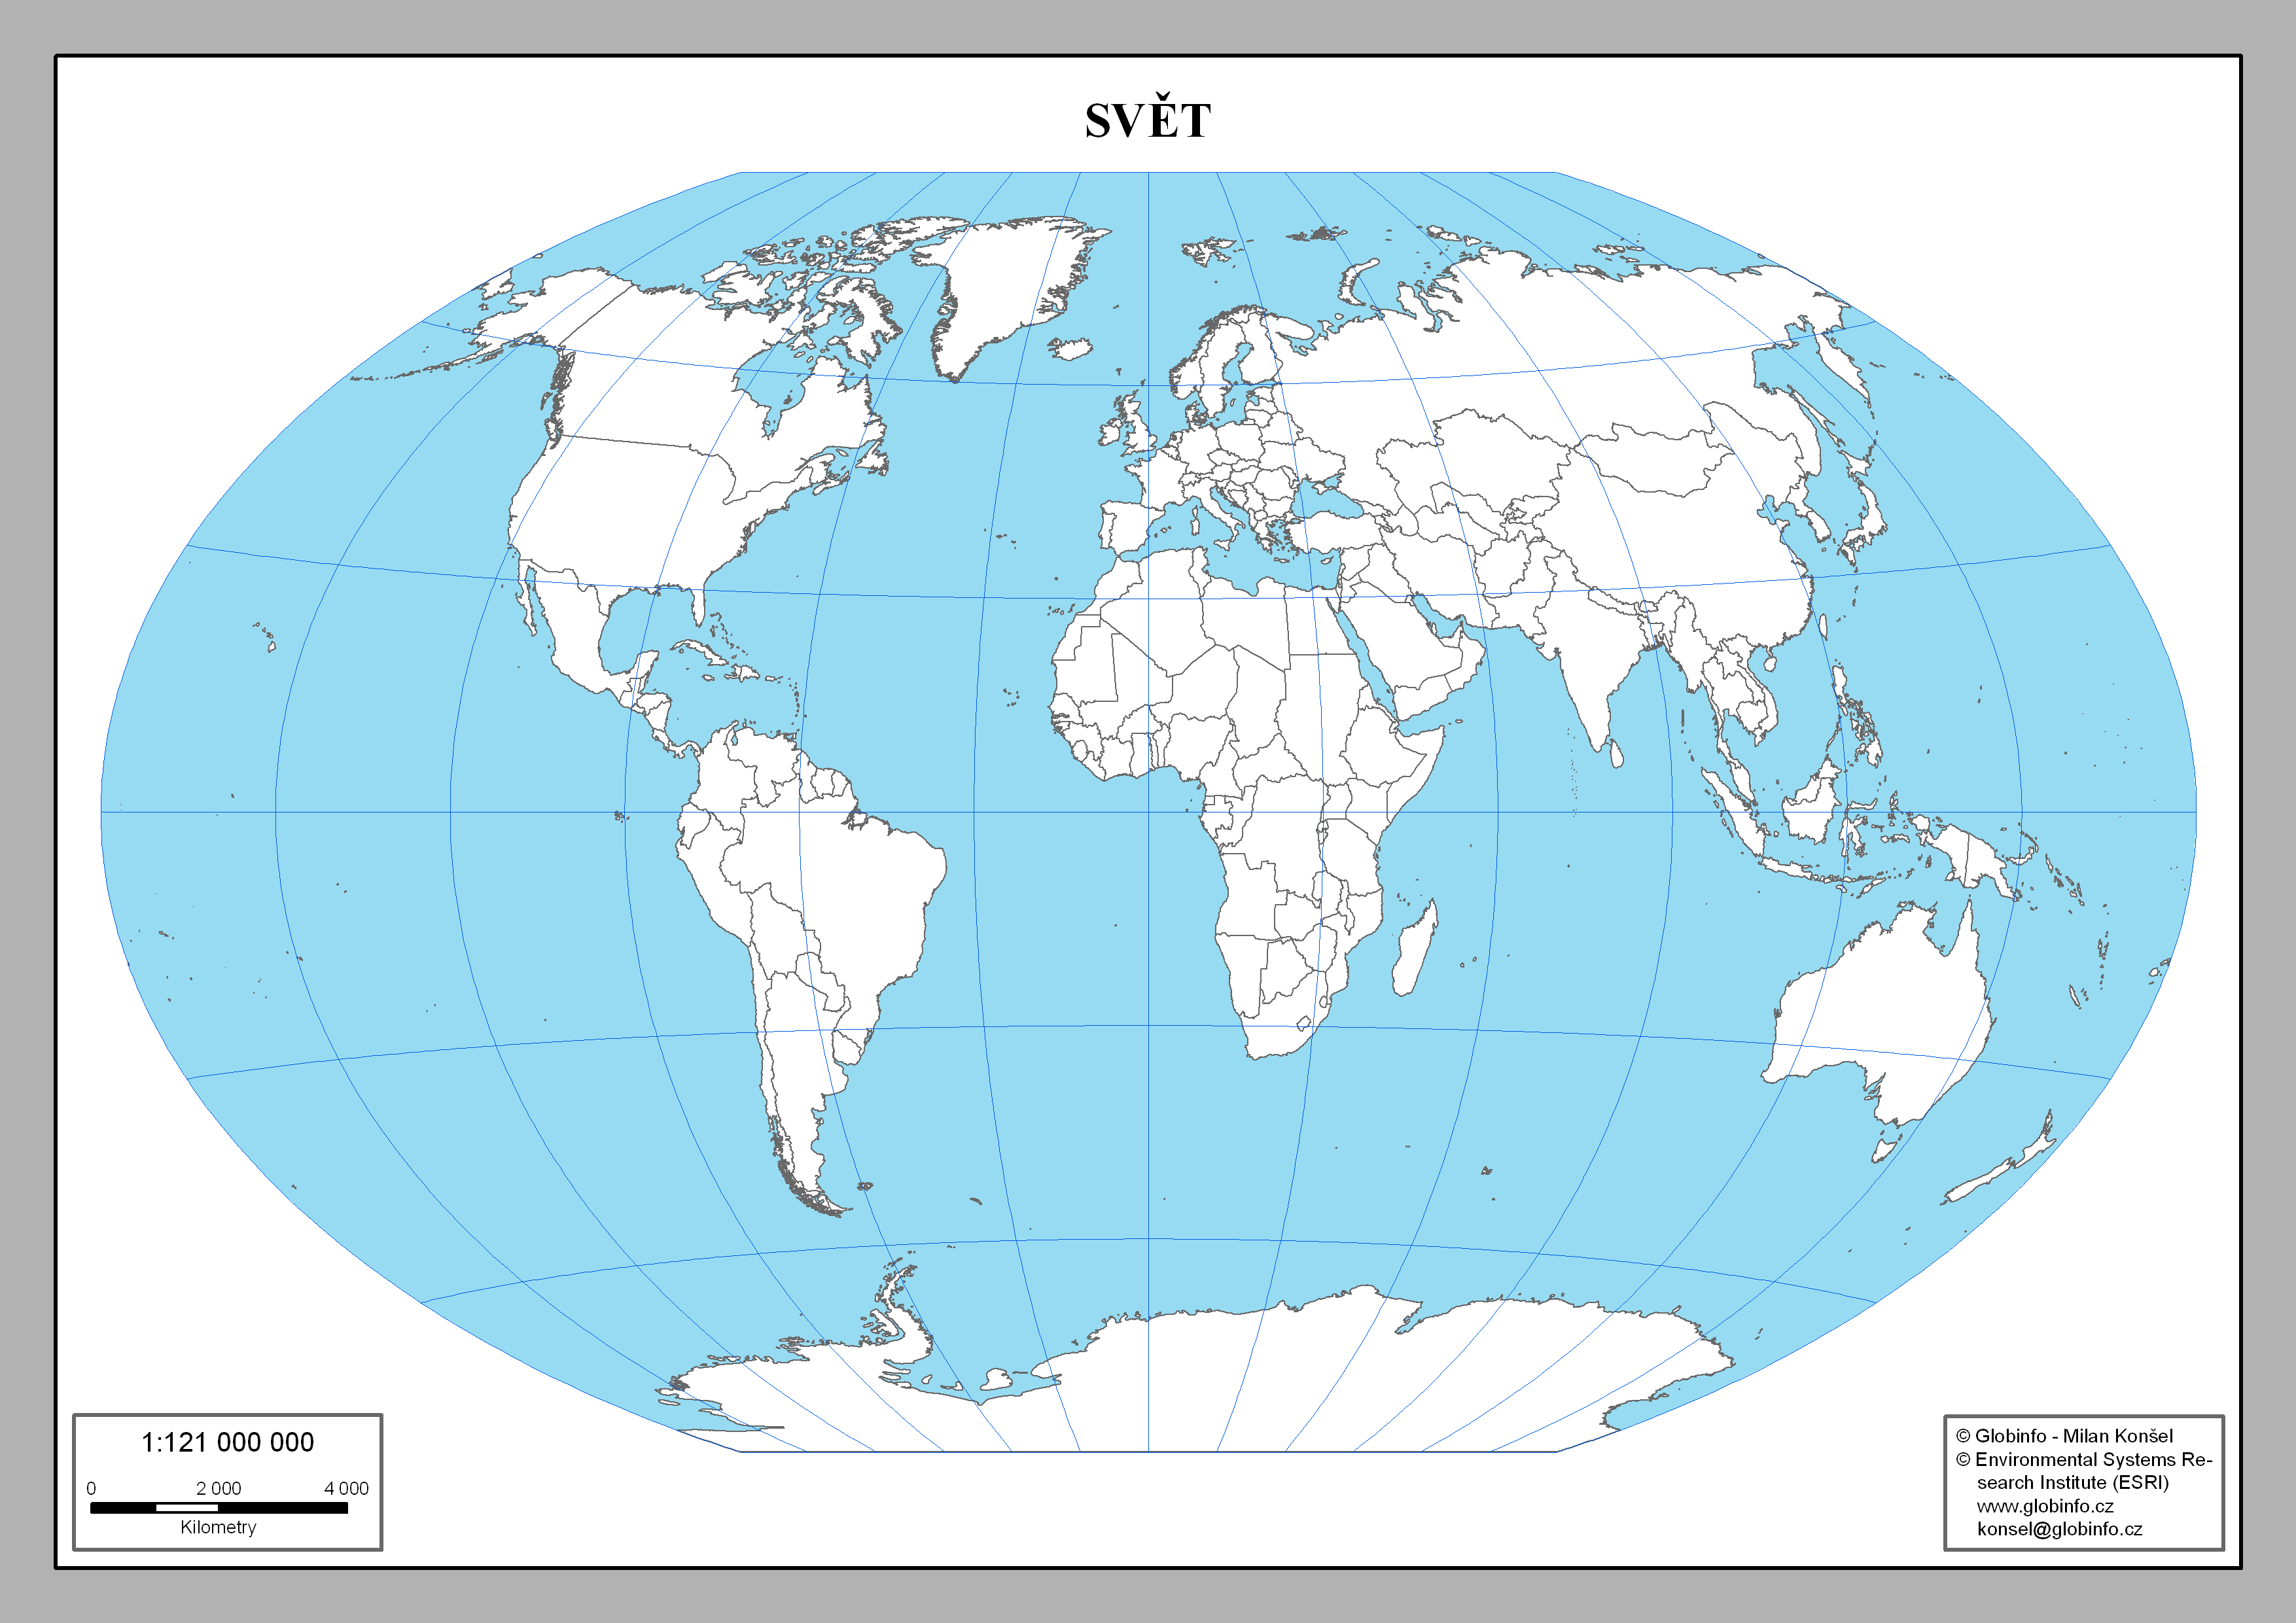 SVĚT
1:121 000 000
0 2 000 4 000
Kilometry
© Globinfo - Milan Konšel
© Environmental Systems Re-
search Institute (ESRI)
www.globinfo.cz
konsel@globinfo.cz